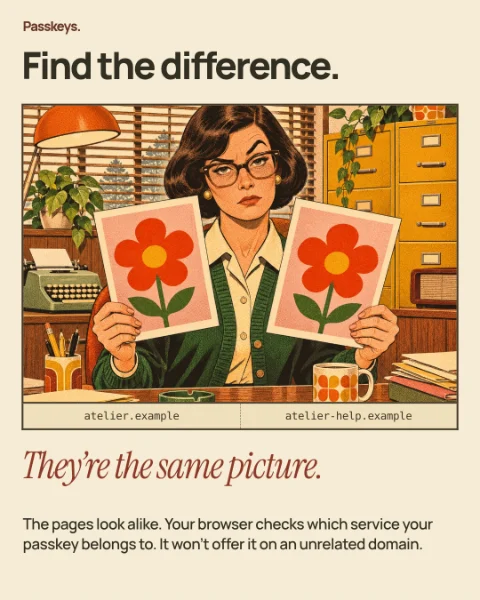 Passkeys.
Find the difference.
atelier.example
atelier-help.example
They’re the same picture.
The pages look alike. Your browser checks which service your
passkey belongs to. It won’t offer it on an unrelated domain.